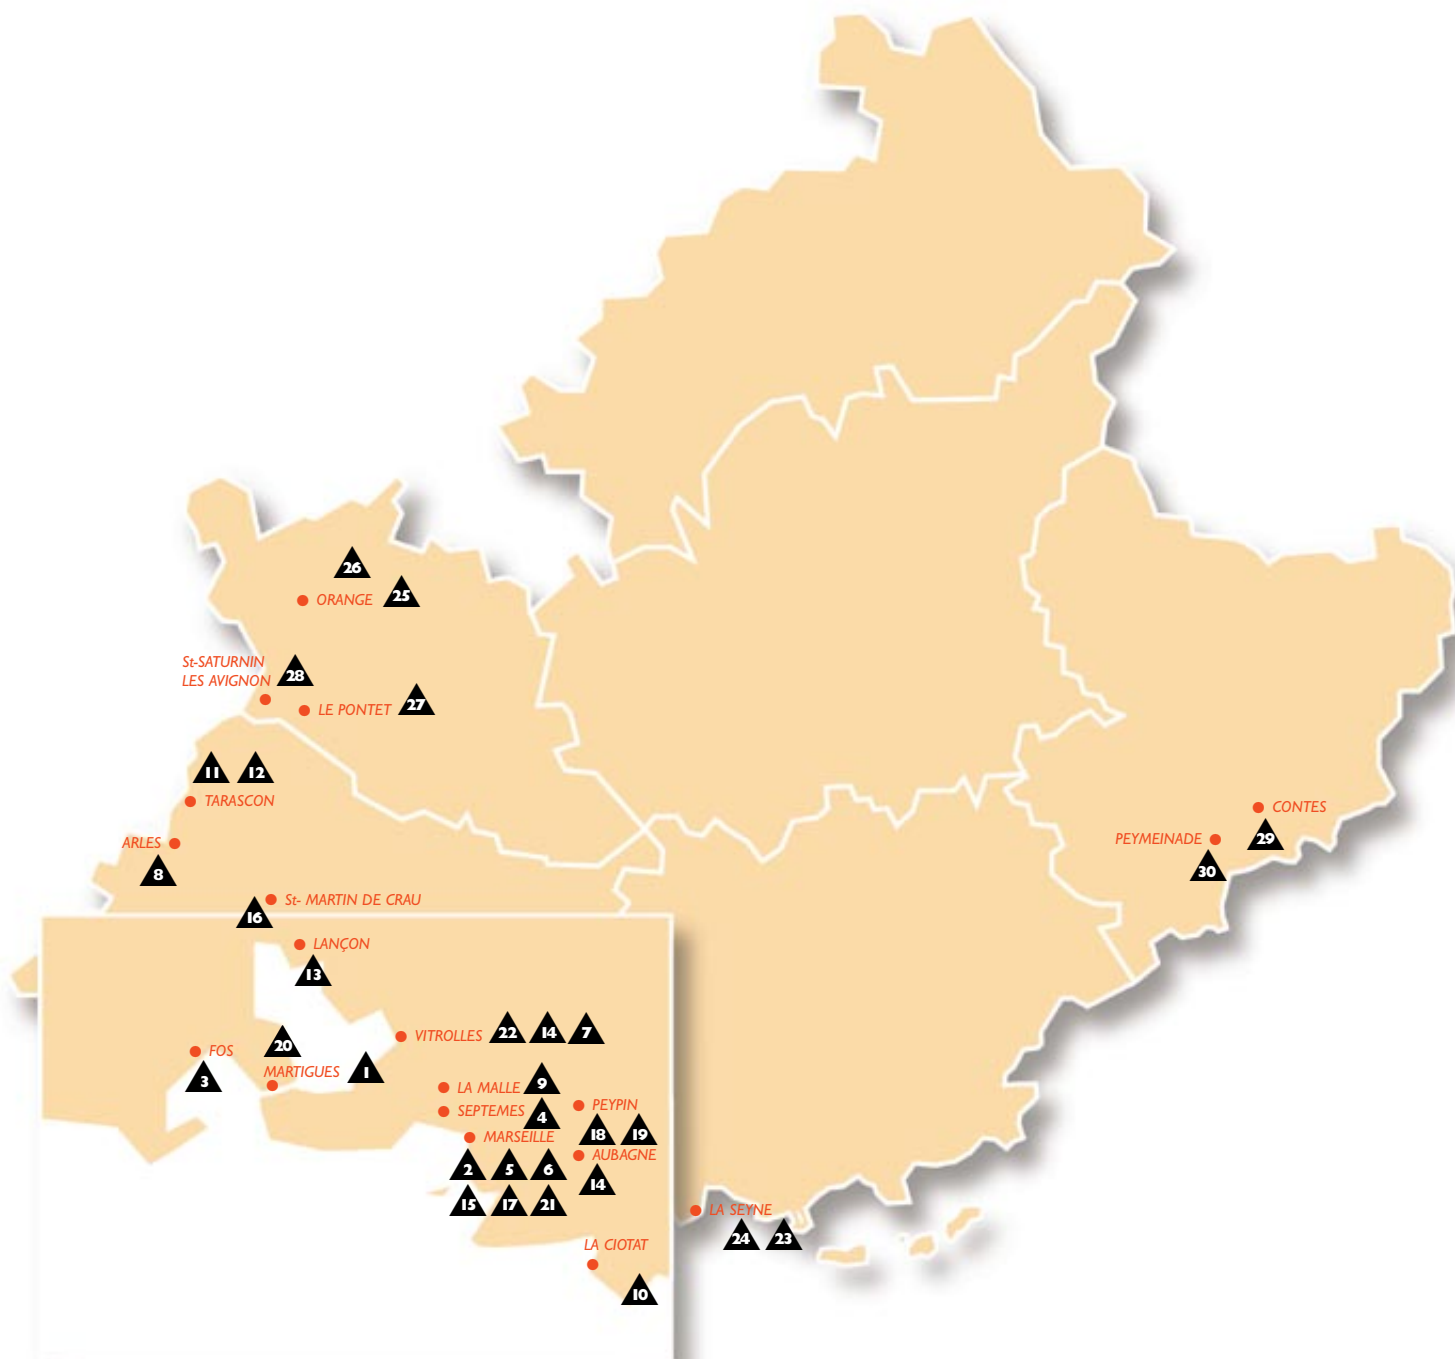 26
25
ORANGE
St-SATURNIN
LES AVIGNON
28
27
LE PONTET
11 12
TARASCON
ARLES
8
CONTES
29
PEYMEINADE
30
St- MARTIN DE CRAU
16
LANÇON
13
VITROLLES 22 14 7
FOS
3
20
MARTIGUES 1
LA MALLE 9
SEPTEMES 4
PEYPIN
18 19
MARSEILLE
2 5 6
15 17 21
AUBAGNE
14
LA SEYNE
24 23
LA CIOTAT
10